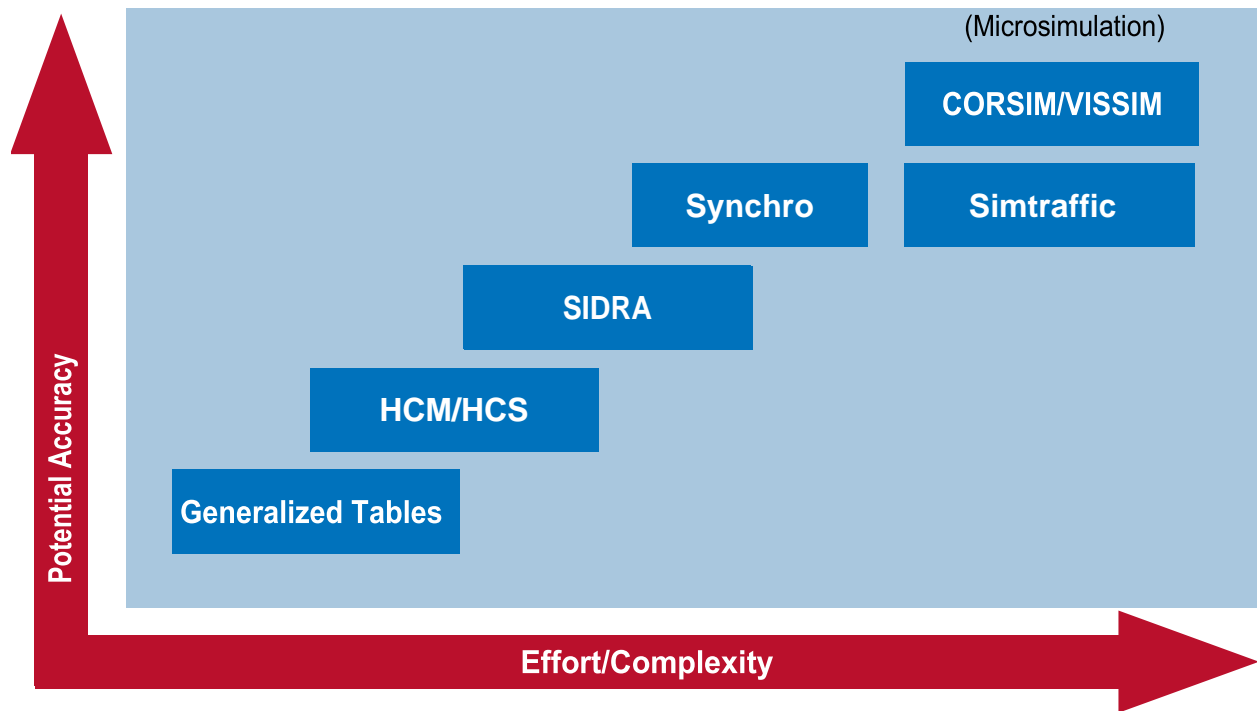 (Microsimulation)
CORSIM/VISSIM
Synchro
Simtraffic
SIDRA
HCM/HCS
Generalized Tables
Potential Accuracy
Effort/Complexity